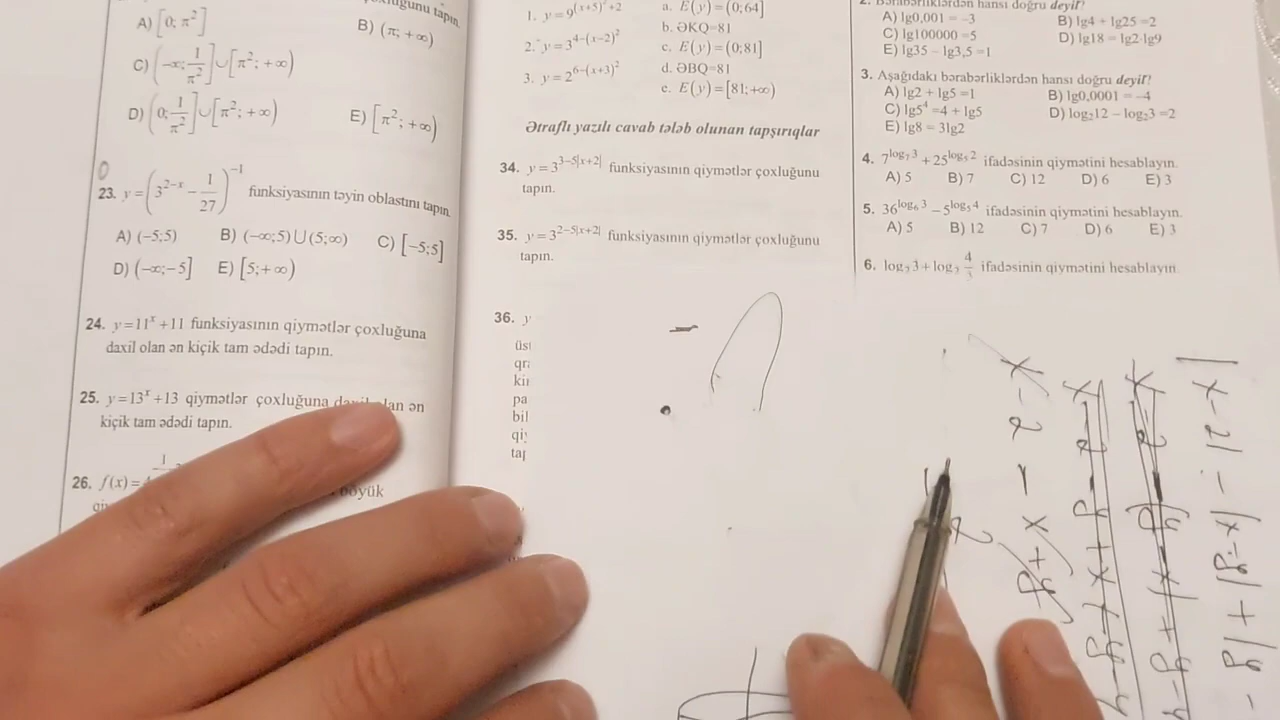 A) [0; π²]
B) (π; +∞)
C) (-∞; 1/π²] ∪ [π²; +∞)
D) (0; 1/π²] ∪ [π²; +∞)
E) [π²; +∞)
23. y = (3^(2-x) - 1/27)^(-1) funksiyasının təyin oblastını tapın.
A) (-5;5) B) (-∞;5) ∪ (5;∞) C) [-5;5]
D) (-∞;-5] E) [5;+∞)
24. y=11^x+11 funksiyasının qiymətlər çoxluğuna
daxil olan ən kiçik tam ədədi tapın.
25. y=13^x+13 qiymətlər çoxluğuna ən
kiçik tam ədədi tapın.
26. f(x)=
böyük
1. y=9^((x+5)²+2) a. E(y)=(0;64]
b. ƏKQ=81
2. y=3^(4-(x-2)²) c. E(y)=(0;81]
3. y=2^(6-(x+3)²) d. ƏBQ=81
e. E(y)=[81;+∞)
Ətraflı yazılı cavab tələb olunan tapşırıqlar
34. y=3^(3-5|x+2|) funksiyasının qiymətlər çoxluğunu
tapın.
35. y=3^(2-5|x+2|) funksiyasının qiymətlər çoxluğunu
tapın.
36. y
2. hansı doğru deyil?
A) lg0,001 = -3 B) lg4 + lg25 =2
C) lg100000 =5 D) lg18 = lg2·lg9
E) lg35 - lg3,5 =1
3. Aşağıdakı bərabərliklərdən hansı doğru deyil?
A) lg2 + lg5 =1 B) lg0,0001 = -4
C) lg5⁴ =4 + lg5 D) log₂12 - log₂3 =2
E) lg8 = 3lg2
4. 7^(log₇3) + 25^(log₅2) ifadəsinin qiymətini hesablayın.
A) 5 B) 7 C) 12 D) 6 E) 3
5. 36^(log₆3) - 5^(log₅4) ifadəsinin qiymətini hesablayın.
A) 5 B) 12 C) 7 D) 6 E) 3
6. log₂3 + log₂ 4/3 ifadəsinin qiymətini hesablayın